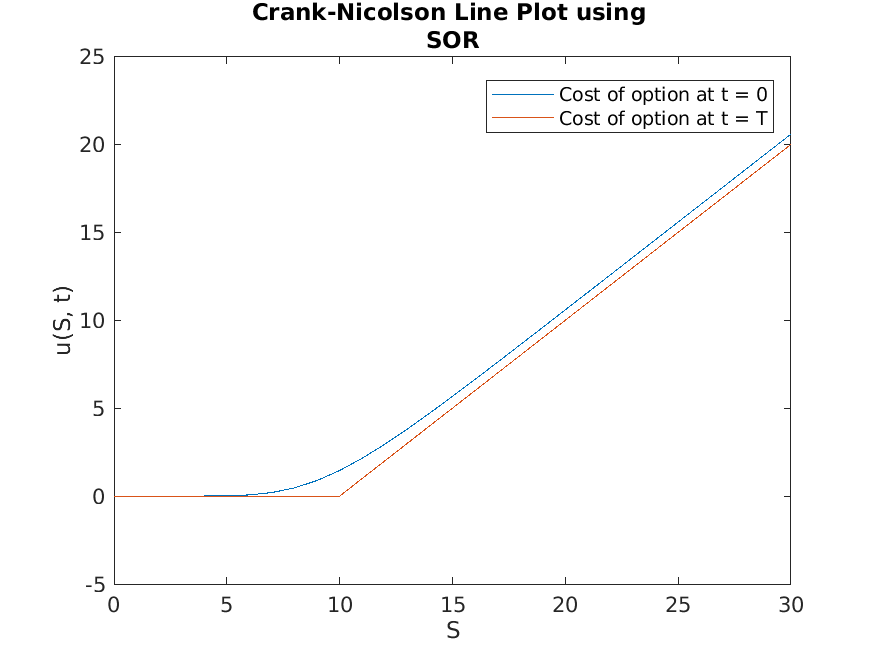 Crank-Nicolson Line Plot using
SOR
25
20
15
10
5
0
-5
u(S, t)
Cost of option at t = 0
Cost of option at t = T
0 5 10 15 20 25 30
S